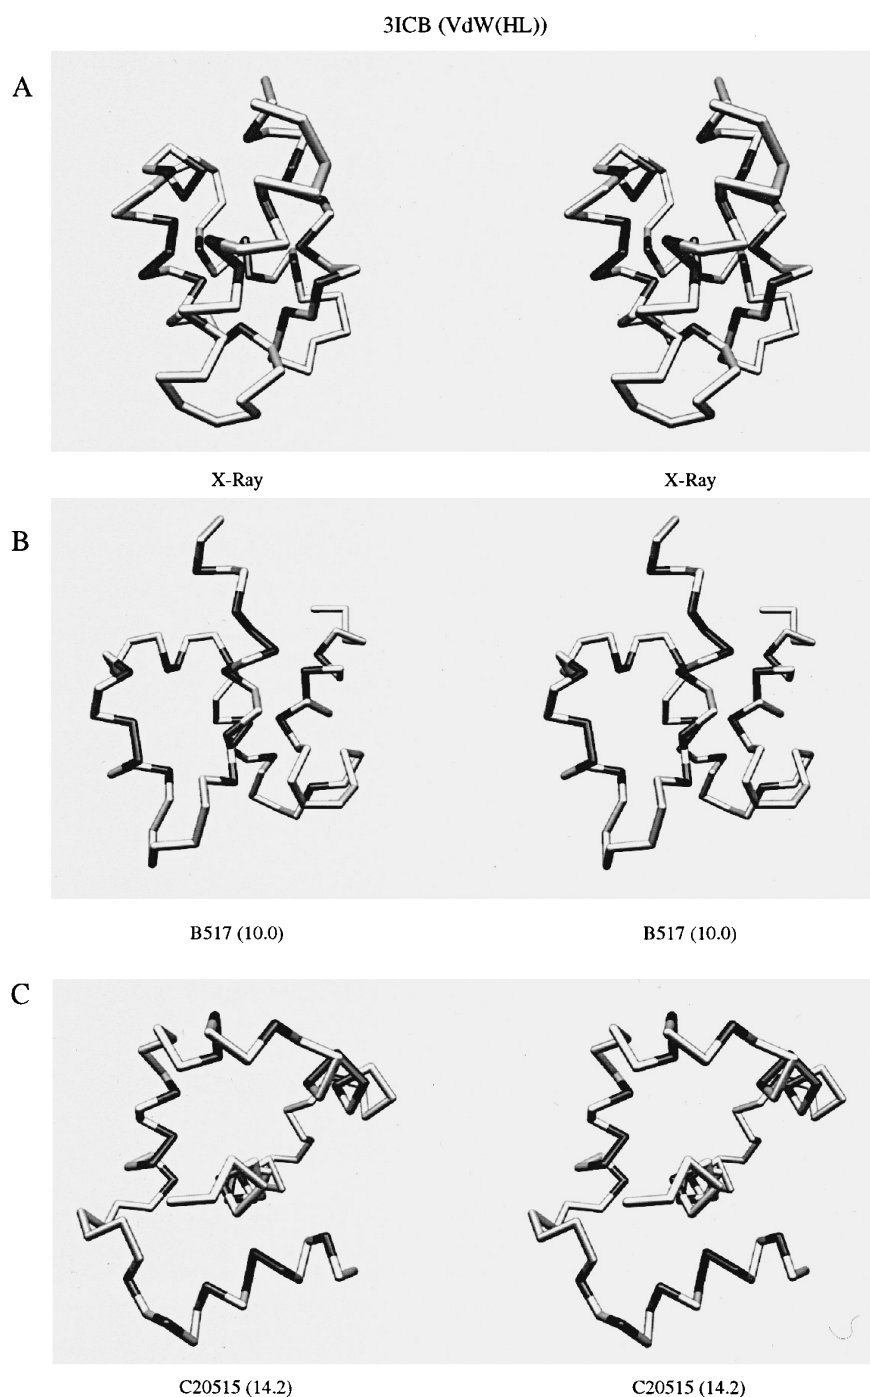 3ICB (VdW(HL))
A
X-Ray X-Ray
B
B517 (10.0) B517 (10.0)
C
C20515 (14.2) C20515 (14.2)